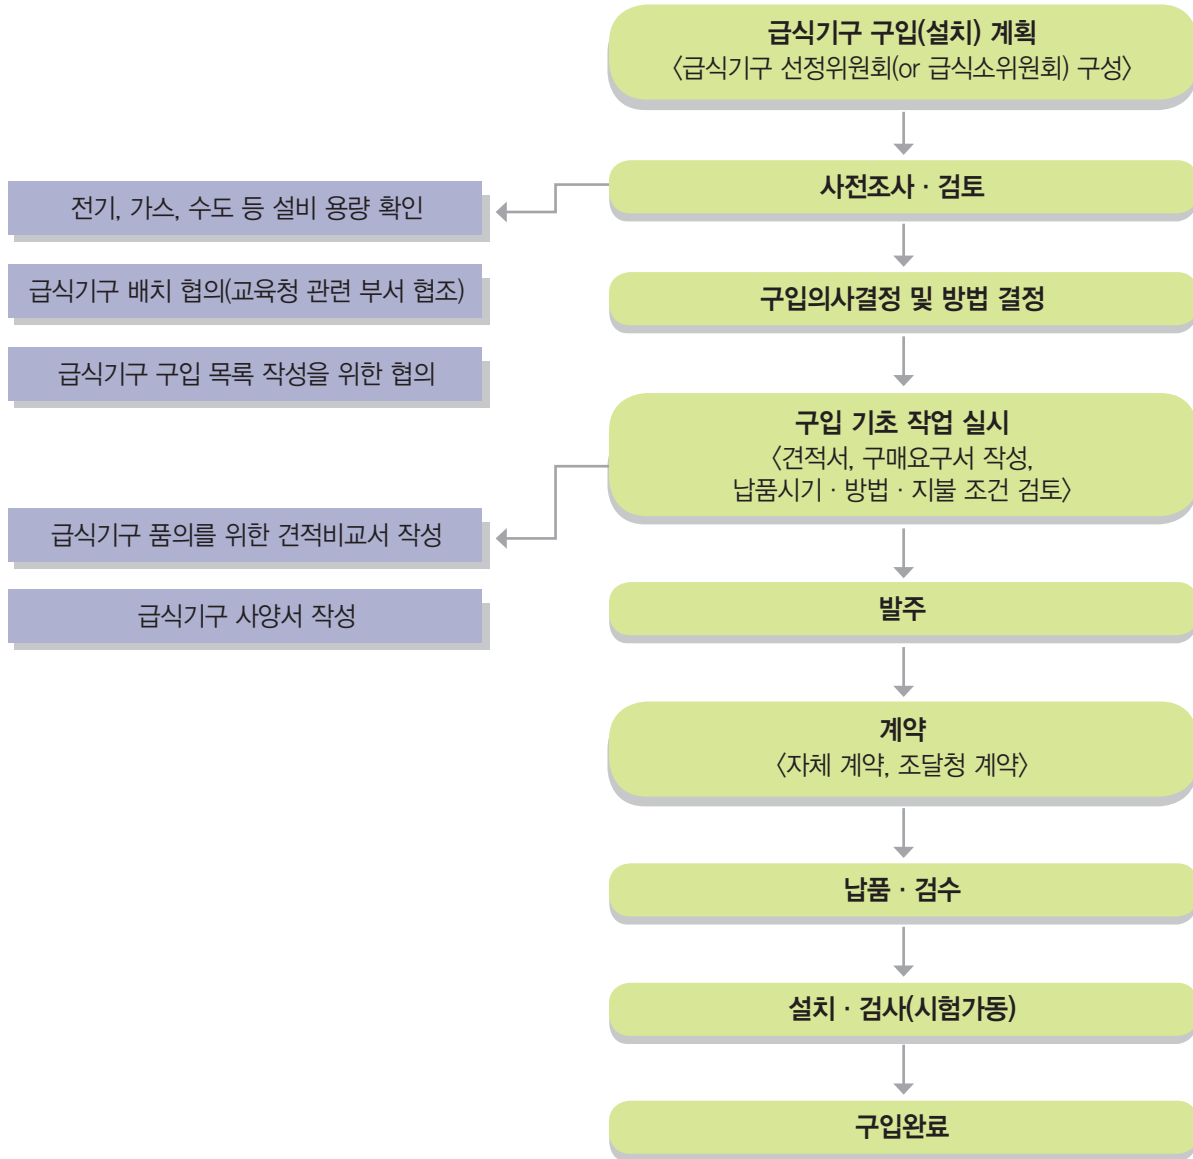 급식기구 구입(설치) 계획
〈급식기구 선정위원회(or 급식소위원회) 구성〉
사전조사 · 검토
전기, 가스, 수도 등 설비 용량 확인
급식기구 배치 협의(교육청 관련 부서 협조)
급식기구 구입 목록 작성을 위한 협의
구입의사결정 및 방법 결정
구입 기초 작업 실시
〈견적서, 구매요구서 작성,
납품시기 · 방법 · 지불 조건 검토〉
급식기구 품의를 위한 견적비교서 작성
급식기구 사양서 작성
발주
계약
〈자체 계약, 조달청 계약〉
납품 · 검수
설치 · 검사(시험가동)
구입완료